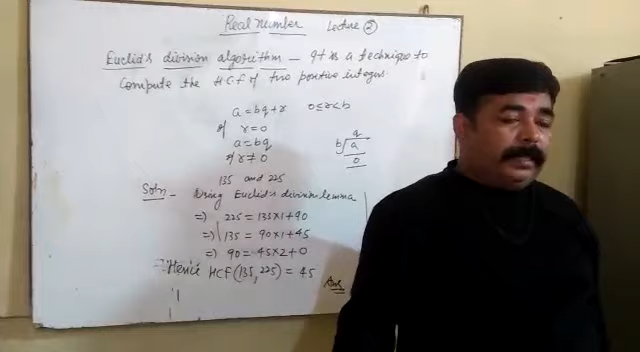 Real number Lecture ②
Euclid's division algorithm - It is a technique to
compute the H.C.F of two positive integers
a = bq + r 0 ≤ r < b
if r = 0
a = bq
if r ≠ 0
q
b a
0
135 and 225
Soln - Using Euclid's division lemma
=> 225 = 135 × 1 + 90
=> 135 = 90 × 1 + 45
=> 90 = 45 × 2 + 0
Hence HCF (135, 225) = 45
Ans